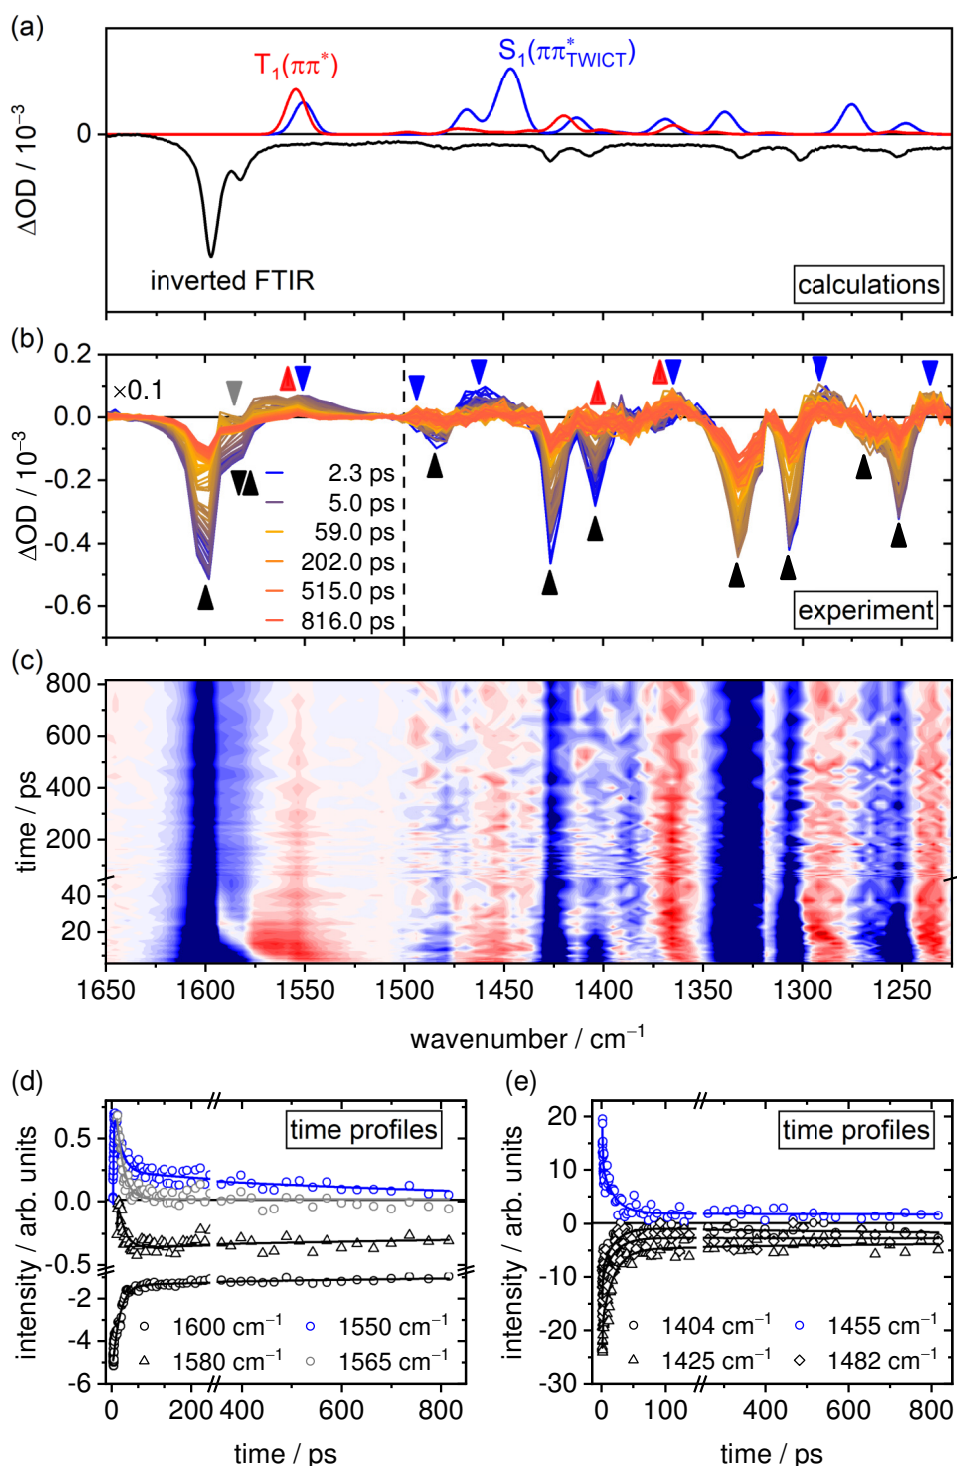 (a)
T₁(ππ*)
S₁(ππ*TWICT)
0
ΔOD / 10⁻³
inverted FTIR
calculations
(b)
0.2
×0.1
0.0
-0.2
-0.4
-0.6
ΔOD / 10⁻³
2.3 ps
5.0 ps
59.0 ps
202.0 ps
515.0 ps
816.0 ps
experiment
(c)
800
600
400
200
40
20
time / ps
1650 1600 1550 1500 1450 1400 1350 1300 1250
wavenumber / cm⁻¹
(d)
time profiles
0.5
0.0
-0.5
-2
-4
-6
intensity / arb. units
1600 cm⁻¹ 1550 cm⁻¹
1580 cm⁻¹ 1565 cm⁻¹
0 200 400 600 800
time / ps
(e)
time profiles
20
10
0
-10
-20
-30
intensity / arb. units
1404 cm⁻¹ 1455 cm⁻¹
1425 cm⁻¹ 1482 cm⁻¹
0 100 400 600 800
time / ps